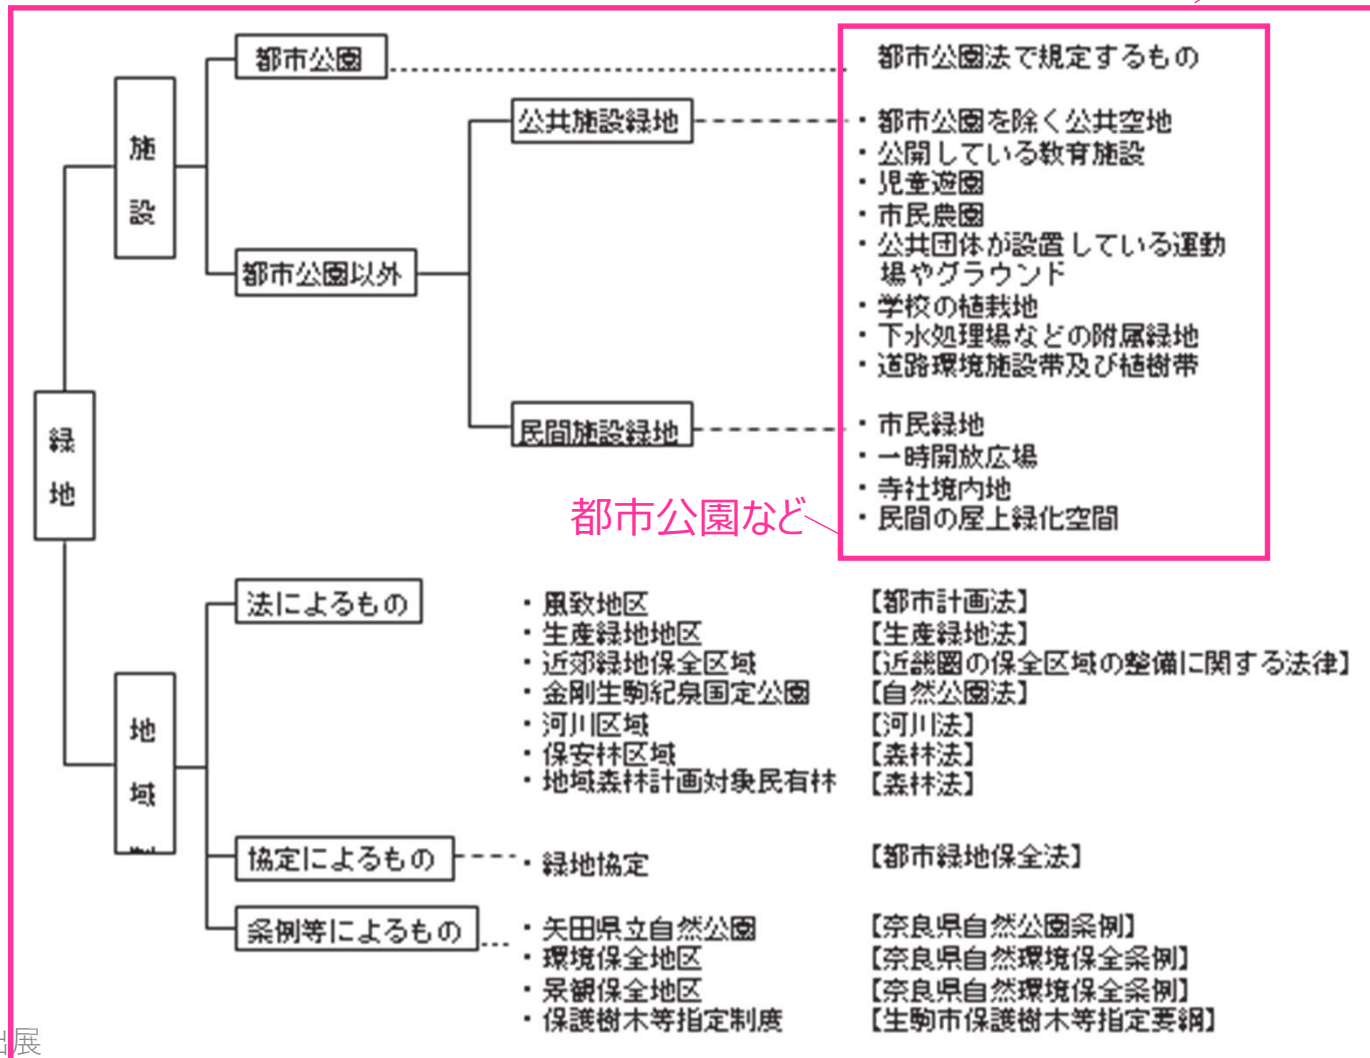 都市公園
都市公園法で規定するもの
施設
公共施設緑地
・都市公園を除く公共空地
・公開している教育施設
・児童遊園
・市民農園
・公共団体が設置している運動
場やグラウンド
・学校の植栽地
・下水処理場などの附属緑地
・道路環境施設帯及び植樹帯
都市公園以外
民間施設緑地
・市民緑地
・一時開放広場
・寺社境内地
・民間の屋上緑化空間
都市公園など
緑地
法によるもの
・風致地区 【都市計画法】
・生産緑地地区 【生産緑地法】
・近郊緑地保全区域 【近畿圏の保全区域の整備に関する法律】
・金剛生駒紀泉国定公園 【自然公園法】
・河川区域 【河川法】
・保安林区域 【森林法】
・地域森林計画対象民有林 【森林法】
地域
協定によるもの
・緑地協定 【都市緑地保全法】
条例等によるもの
・矢田県立自然公園 【奈良県自然公園条例】
・環境保全地区 【奈良県自然環境保全条例】
・景観保全地区 【奈良県自然環境保全条例】
・保護樹木等指定制度 【生駒市保護樹木等指定要綱】
出展